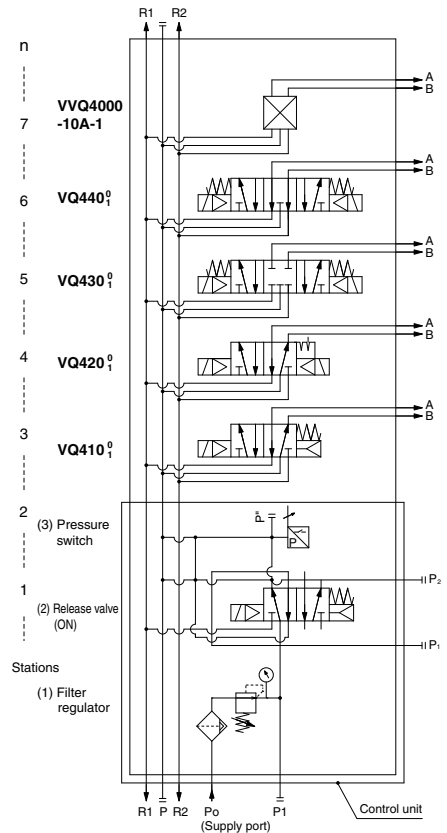 R1 R2
n
A
B
VVQ4000
-10A-1
7
A
B
6
VQ440 0 1
A
B
5
VQ430 0 1
A
B
4
VQ420 0 1
A
B
3
VQ410 0 1
2
(3) Pressure
switch
P"
P
P2
1
(2) Release valve
(ON)
P1
Stations
(1) Filter
regulator
R1 P R2 Po P1
(Supply port)
Control unit